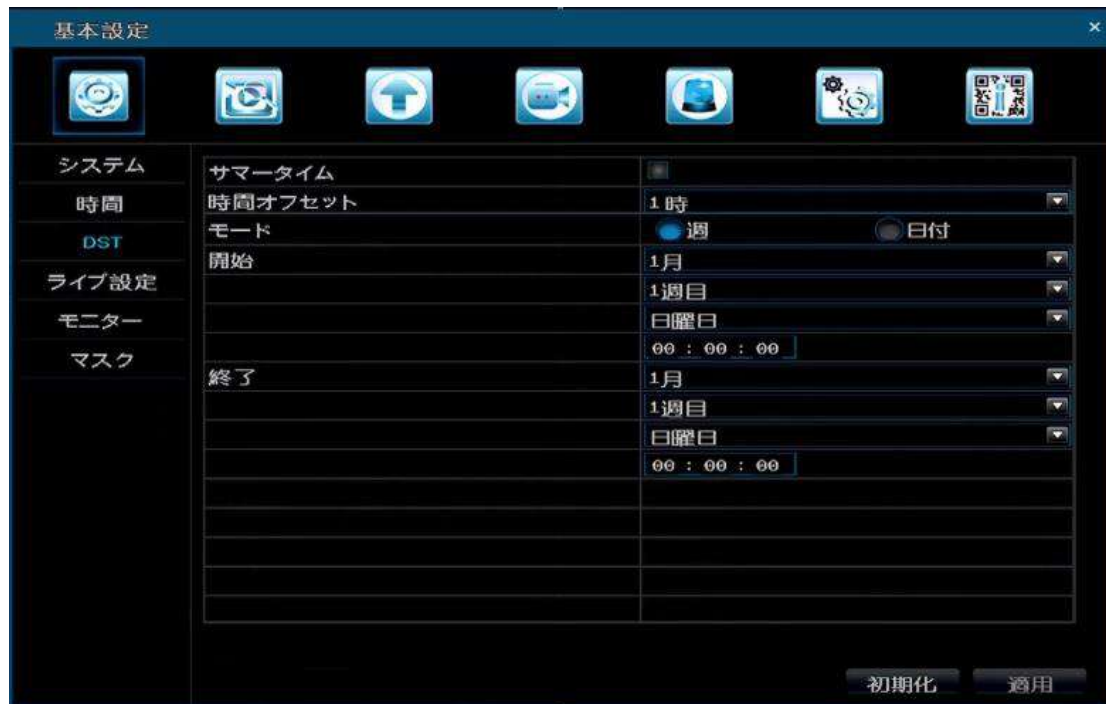 基本設定
×
システム
時間
DST
ライブ設定
モニター
マスク
サマータイム
時間オフセット 1時
モード 週 日付
開始 1月
1週目
日曜日
00 : 00 : 00
終了 1月
1週目
日曜日
00 : 00 : 00
初期化 適用